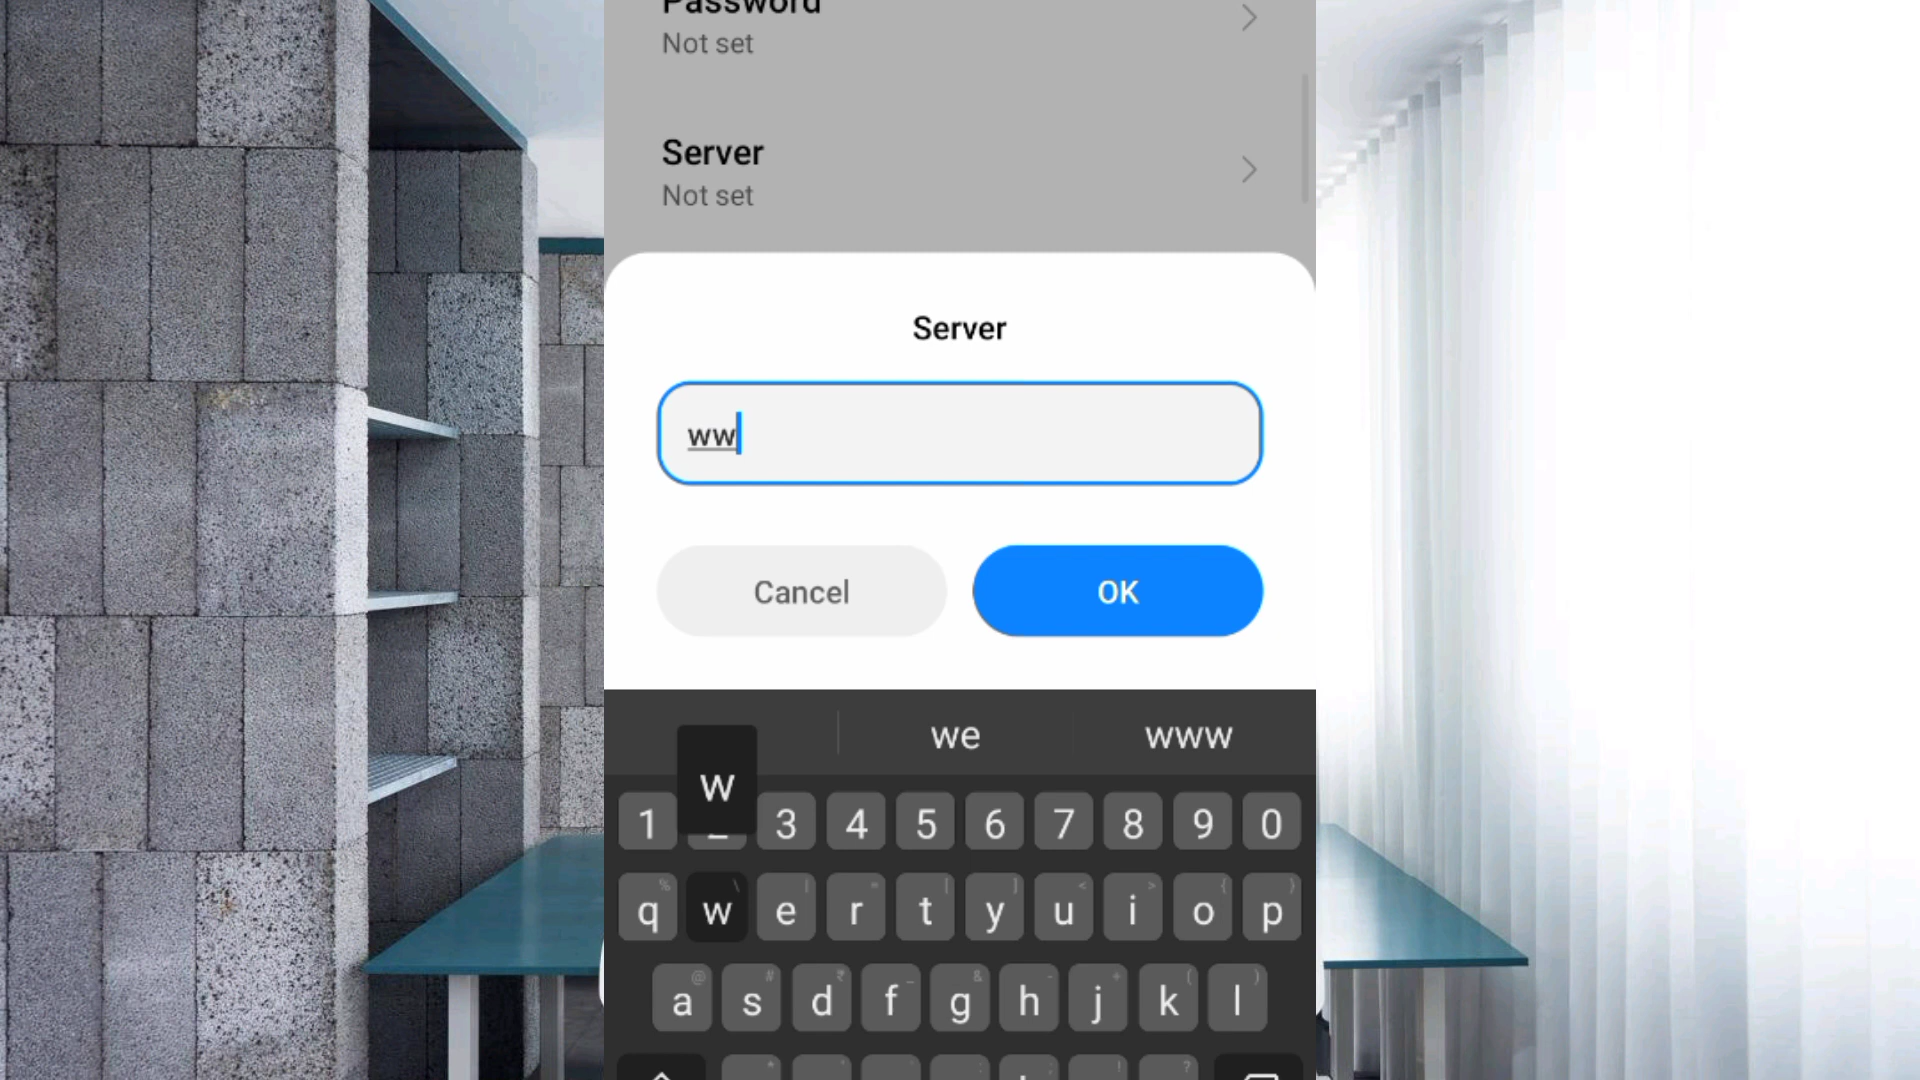 Password
Not set
Server
Not set
Server
ww
Cancel
OK
we
www
w
1 3 4 5 6 7 8 9 0
% \ | = [ ] < > { }
q w e r t y u i o p
@ # ₹ _ & - + ( )
a s d f g h j k l